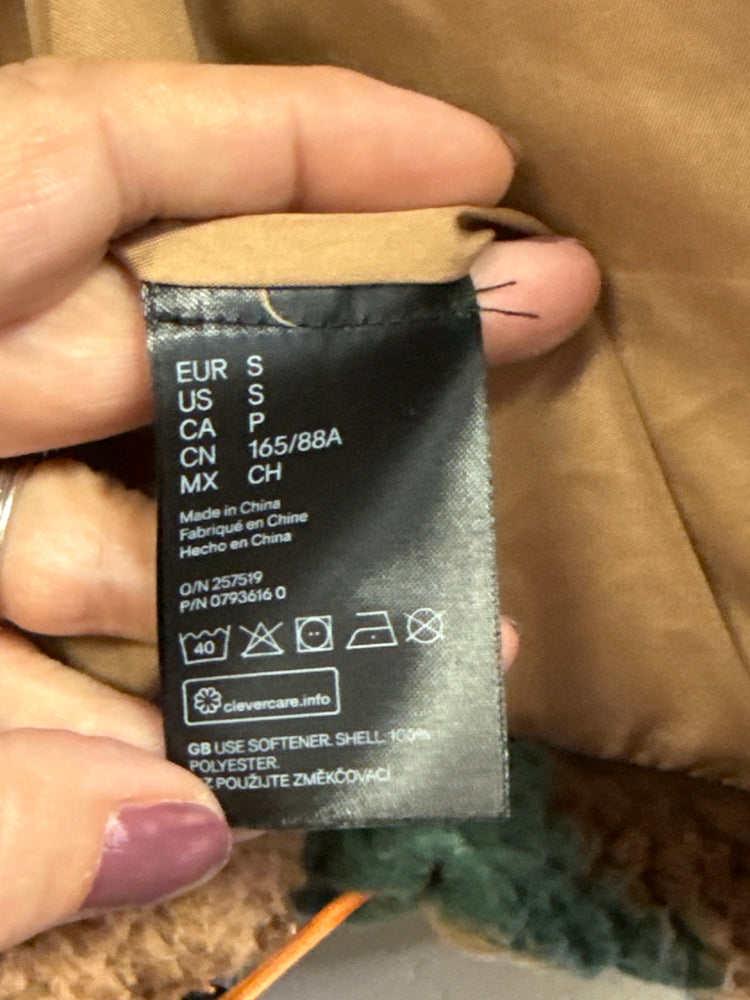 EUR S
US S
CA P
CN 165/88A
MX CH
Made in China
Fabriqué en Chine
Hecho en China
O/N 257519
P/N 0793616 0
40
clevercare.info
GB USE SOFTENER. SHELL: 100%
POLYESTER.
POUŽIJTE ZMĚKČOVACÍ